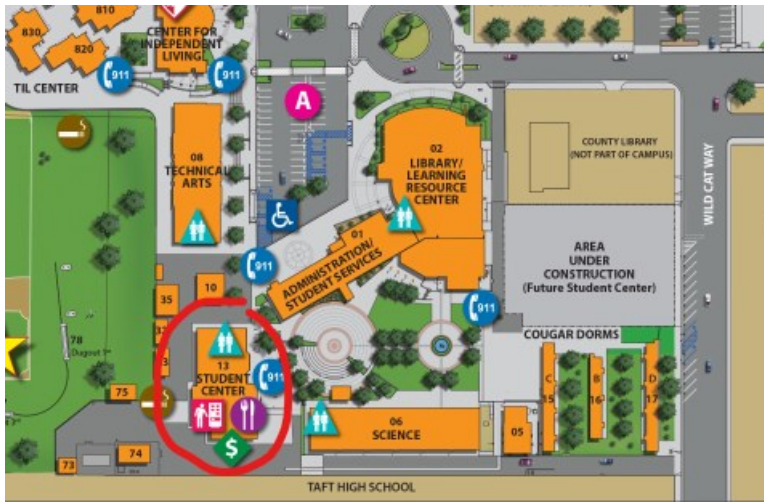 810
830
820
CENTER FOR
INDEPENDENT
LIVING
911
911
TIL CENTER
A
08
TECHNICAL
ARTS
02
LIBRARY/
LEARNING
RESOURCE
CENTER
COUNTY LIBRARY
(NOT PART OF CAMPUS)
WILD CAT WAY
01
ADMINISTRATION/
STUDENT SERVICES
AREA
UNDER
CONSTRUCTION
(Future Student Center)
911
10
35
911
78
Dugout 1st
COUGAR DORMS
13
STUDENT
CENTER
911
75
C
15
B
16
D
17
$
06
SCIENCE
05
74
73
TAFT HIGH SCHOOL